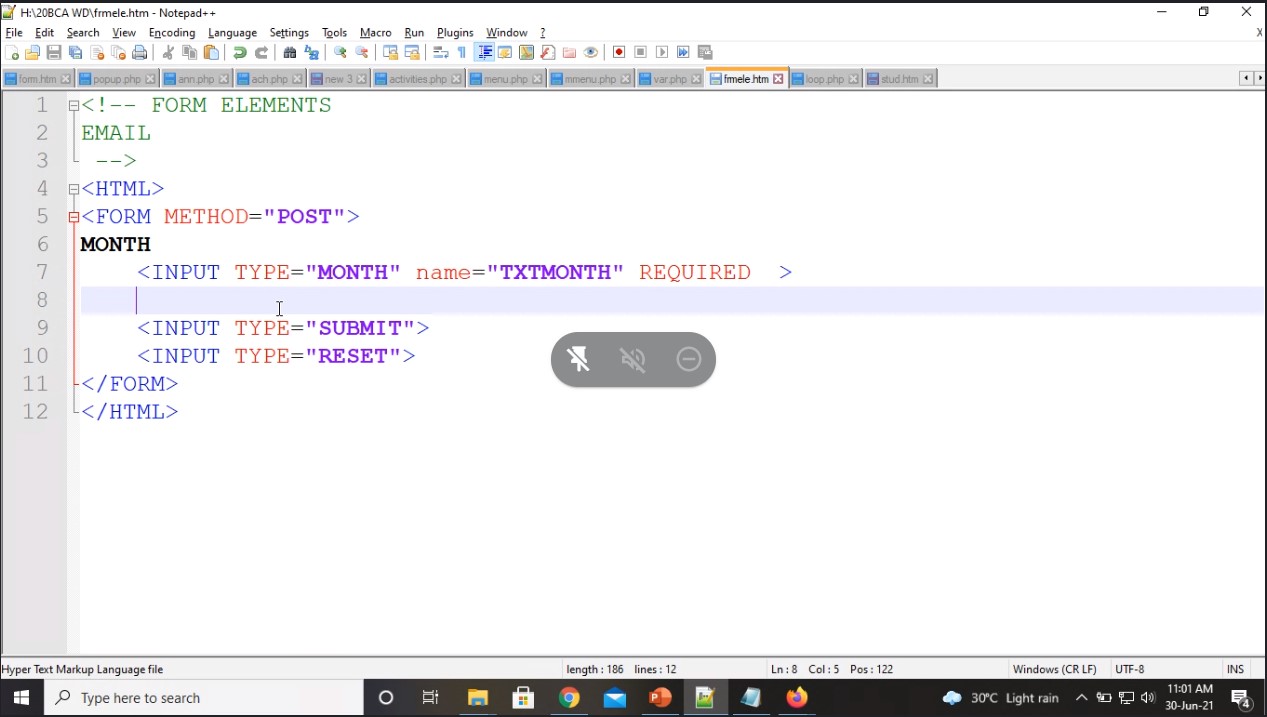 H:\20BCA WD\frmele.htm - Notepad++
File Edit Search View Encoding Language Settings Tools Macro Run Plugins Window ? X
form.htm popup.php ann.php ach.php new 3 activities.php menu.php mmenu.php var.php frmele.htm loop.php stud.htm
1 <!-- FORM ELEMENTS
2 EMAIL
3 -->
4 <HTML>
5 <FORM METHOD="POST">
6 MONTH
7 <INPUT TYPE="MONTH" name="TXTMONTH" REQUIRED >
8
9 <INPUT TYPE="SUBMIT">
10 <INPUT TYPE="RESET">
11 </FORM>
12 </HTML>
Hyper Text Markup Language file length : 186 lines : 12 Ln : 8 Col : 5 Pos : 122 Windows (CR LF) UTF-8 INS
Type here to search 30°C Light rain 11:01 AM
30-Jun-21 4